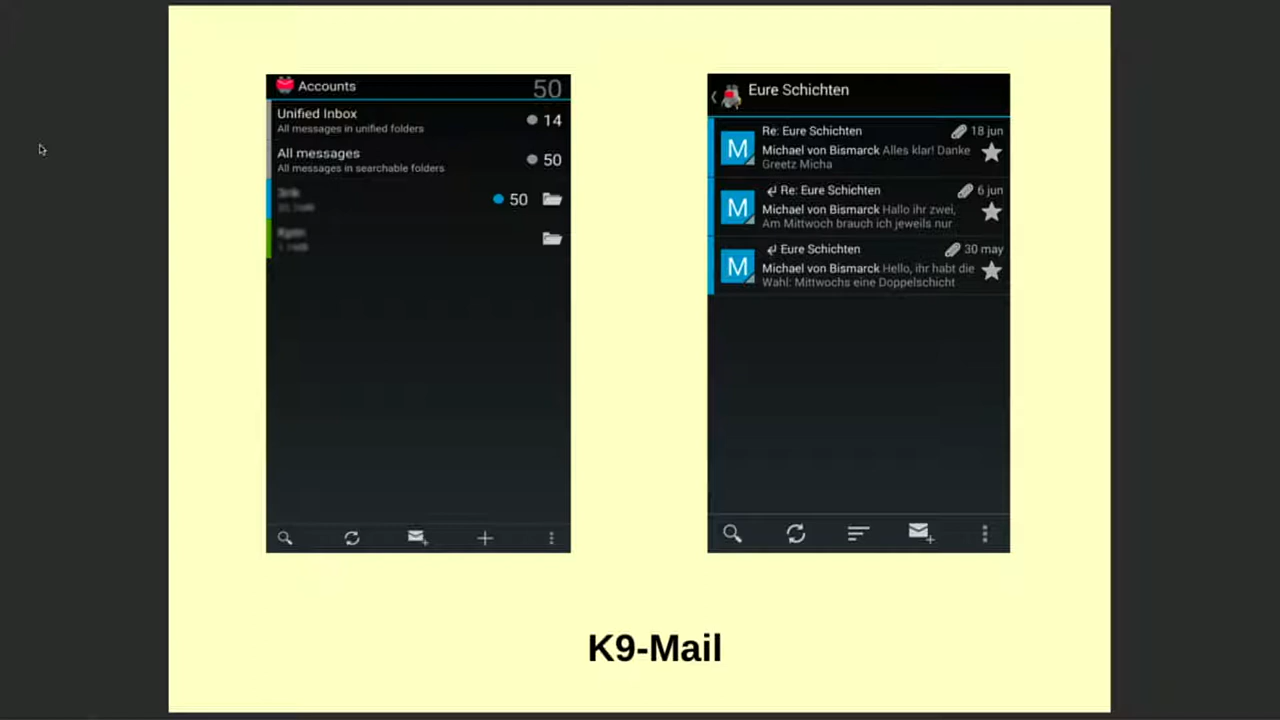 Accounts 50
Unified Inbox
All messages in unified folders
14
All messages
All messages in searchable folders
50
50
Eure Schichten
Re: Eure Schichten 18 jun
Michael von Bismarck Alles klar! Danke
Greetz Micha
M
Re: Eure Schichten 6 jun
Michael von Bismarck Hallo ihr zwei,
Am Mittwoch brauch ich jeweils nur
M
Eure Schichten 30 may
Michael von Bismarck Hello, ihr habt die
Wahl: Mittwochs eine Doppelschicht
M
K9-Mail